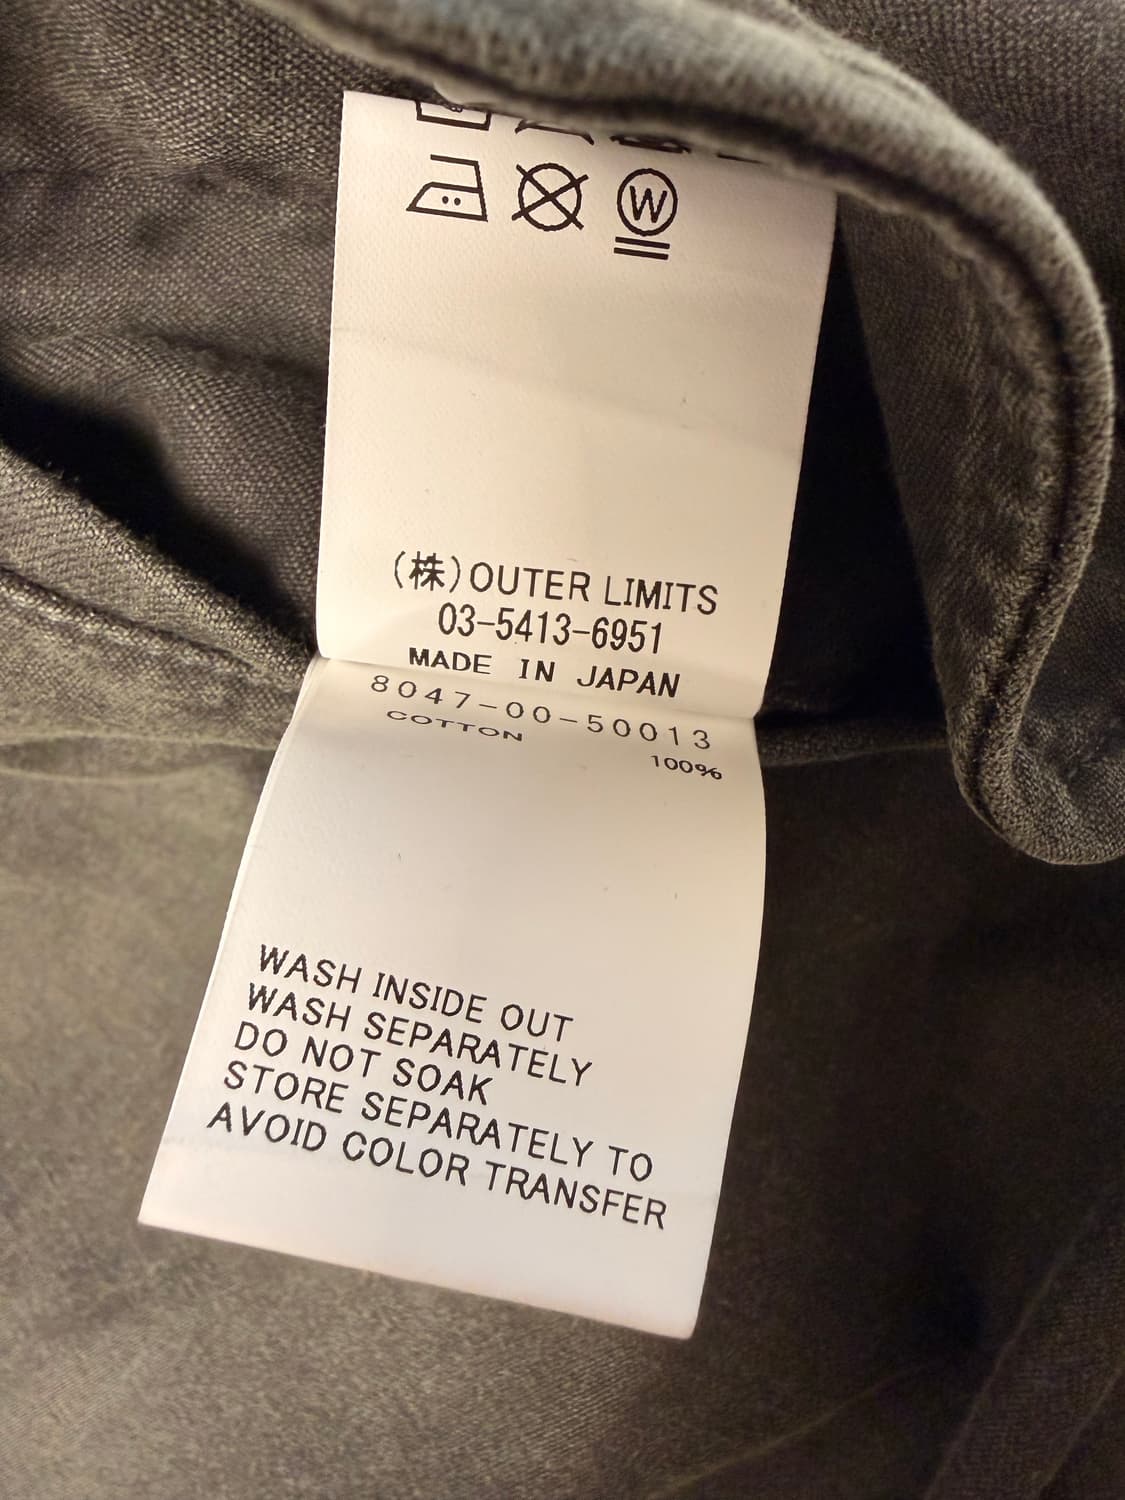 W
(株)OUTER LIMITS
03-5413-6951
MADE IN JAPAN
8047-00-50013
COTTON
100%
WASH INSIDE OUT
WASH SEPARATELY
DO NOT SOAK
STORE SEPARATELY TO
AVOID COLOR TRANSFER